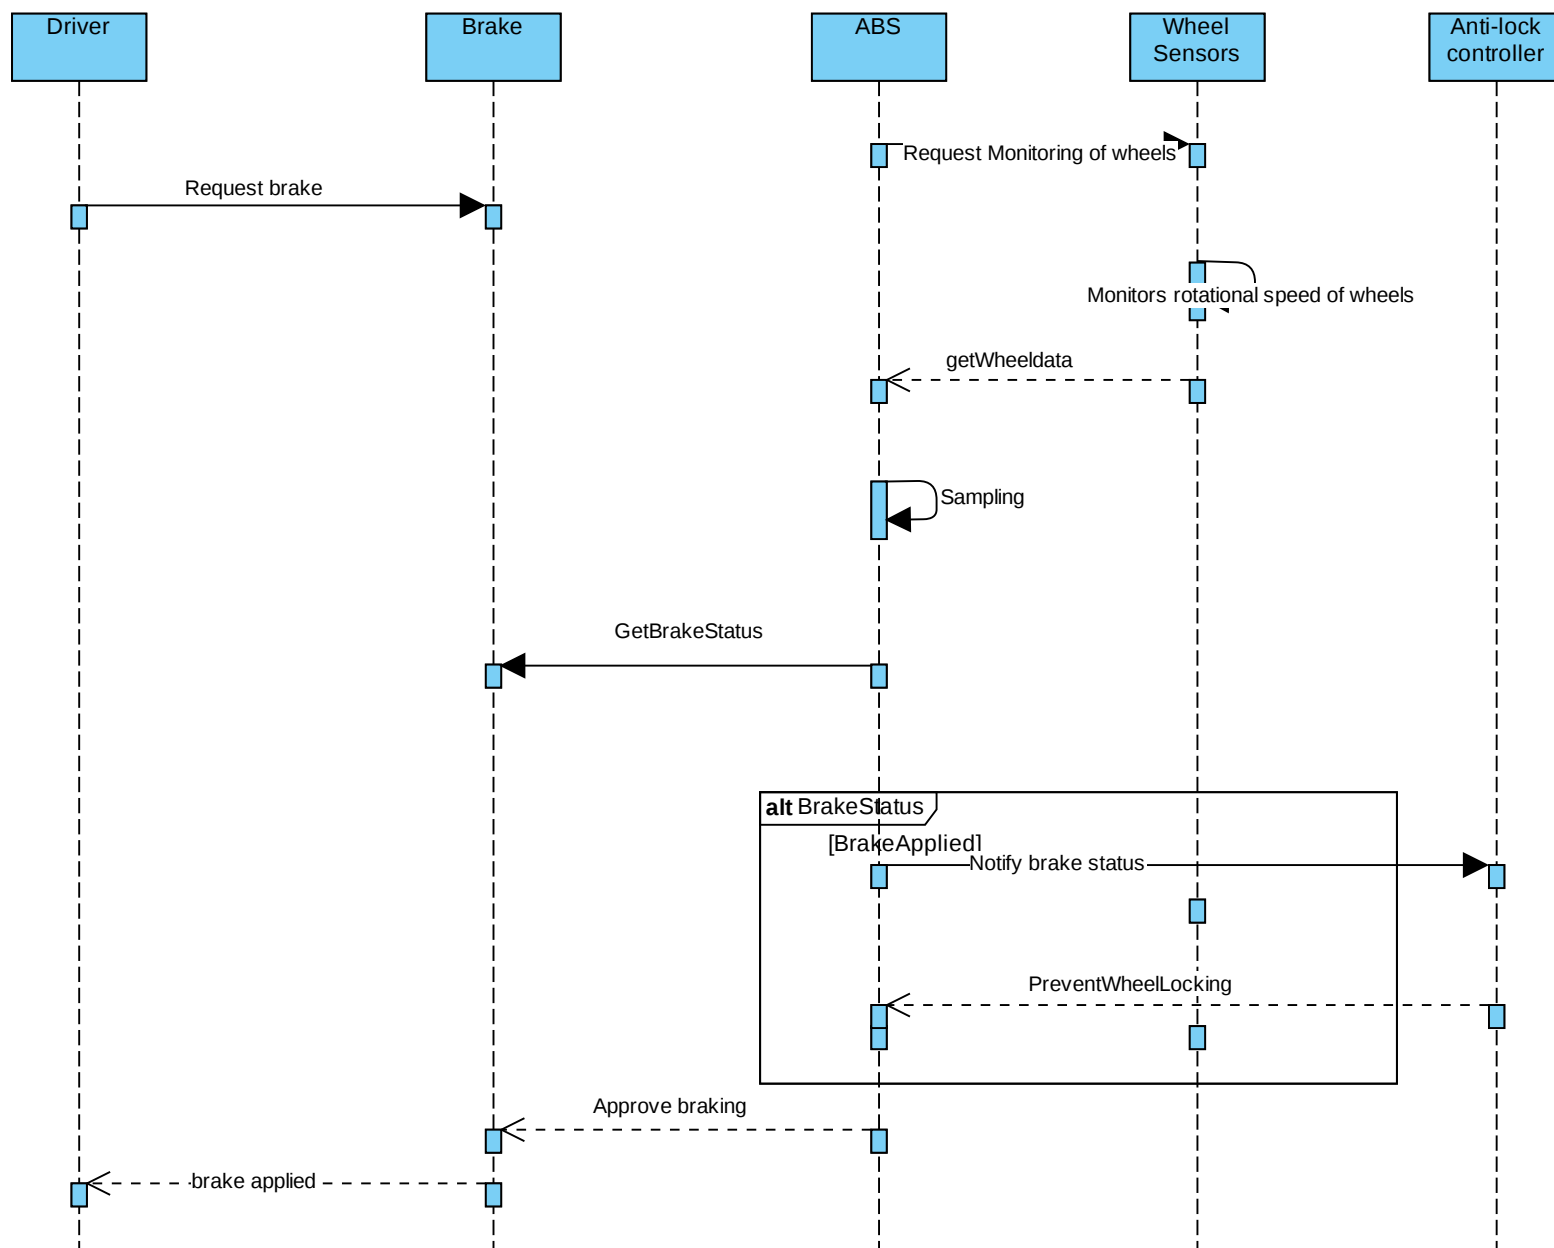 Driver
Brake
ABS
Wheel
Sensors
Anti-lock
controller
Request Monitoring of wheels
Request brake
Monitors rotational speed of wheels
getWheeldata
Sampling
GetBrakeStatus
alt BrakeStatus
[BrakeApplied]
Notify brake status
PreventWheelLocking
Approve braking
brake applied